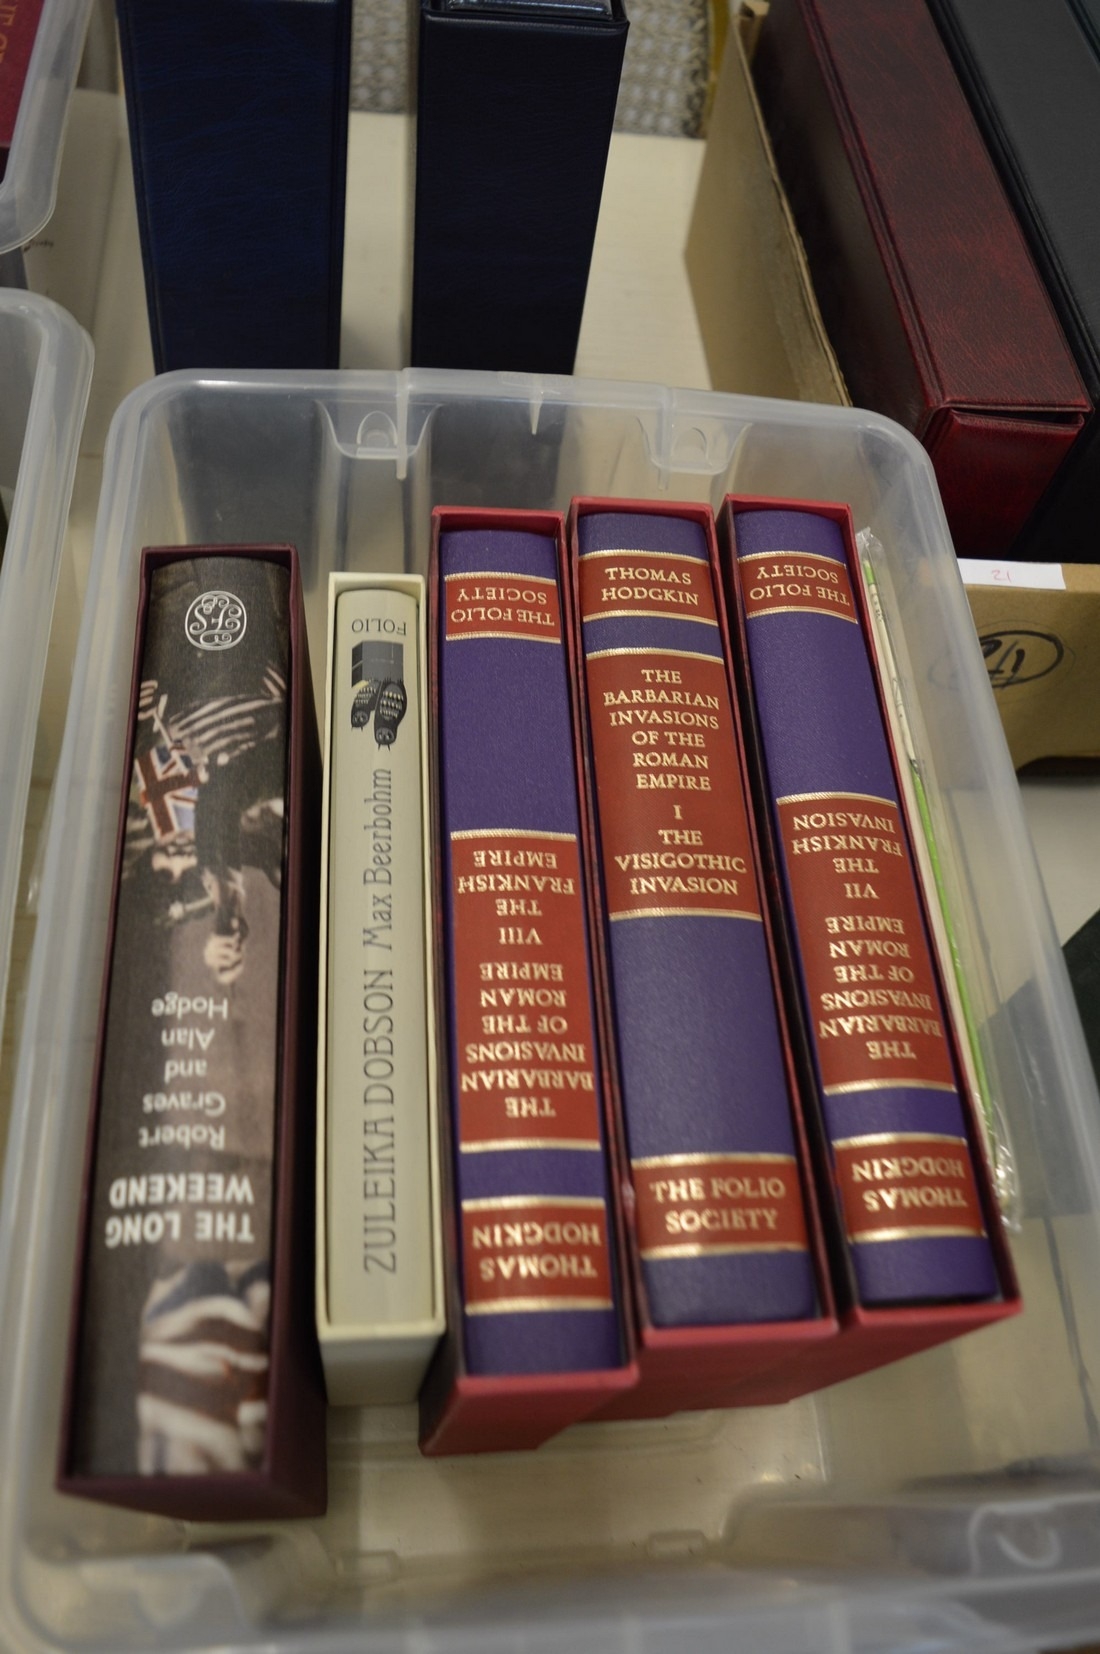 THE LONG
WEEKEND
Robert
Graves
and
Alan
Hodge
ZULEIKA DOBSON Max Beerbohm
FOLIO
THOMAS
HODGKIN
THE
BARBARIAN
INVASIONS
OF THE
ROMAN
EMPIRE
VIII
THE
FRANKISH
EMPIRE
THE FOLIO
SOCIETY
THOMAS
HODGKIN
THE
BARBARIAN
INVASIONS
OF THE
ROMAN
EMPIRE
I
THE
VISIGOTHIC
INVASION
THE FOLIO
SOCIETY
THOMAS
HODGKIN
THE
BARBARIAN
INVASIONS
OF THE
ROMAN
EMPIRE
VII
THE
FRANKISH
INVASION
THE FOLIO
SOCIETY
21